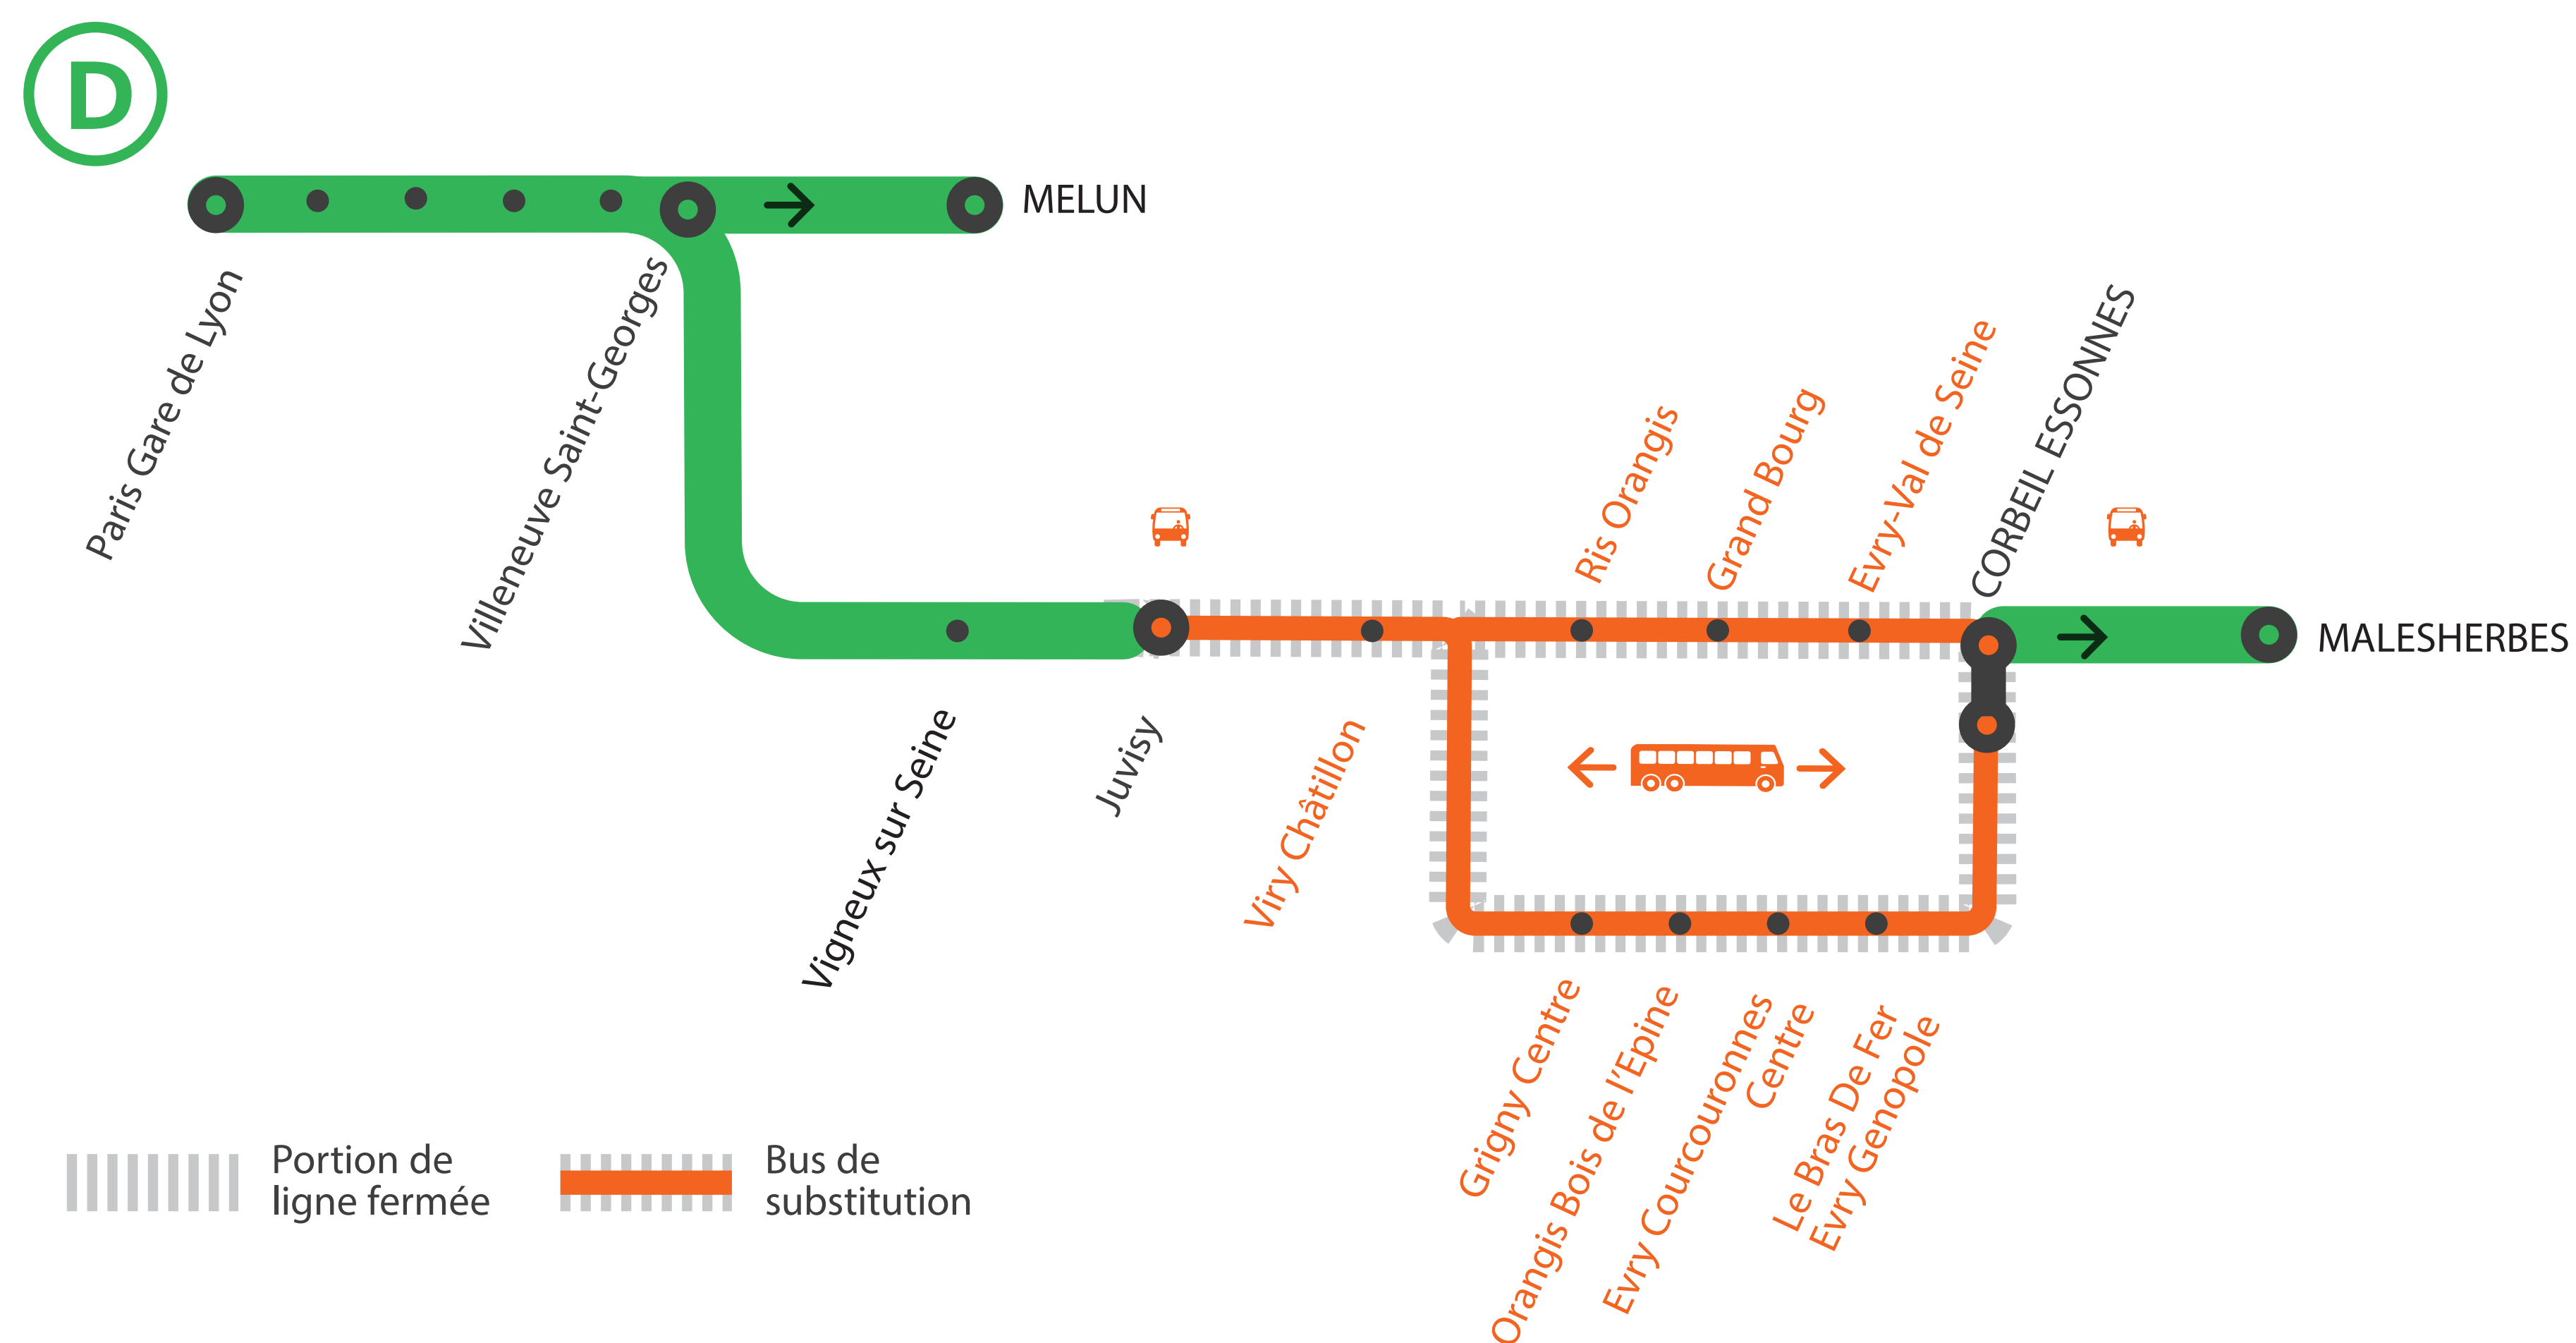 D
MELUN
Paris Gare de Lyon
Villeneuve Saint-Georges
Vigneux sur Seine
Juvisy
Viry Châtillon
Ris Orangis
Grand Bourg
Evry-Val de Seine
CORBEIL ESSONNES
MALESHERBES
Grigny Centre
Orangis Bois de l'Epine
Evry Courcouronnes
Centre
Le Bras De Fer
Evry Genopole
Portion de
ligne fermée
Bus de
substitution